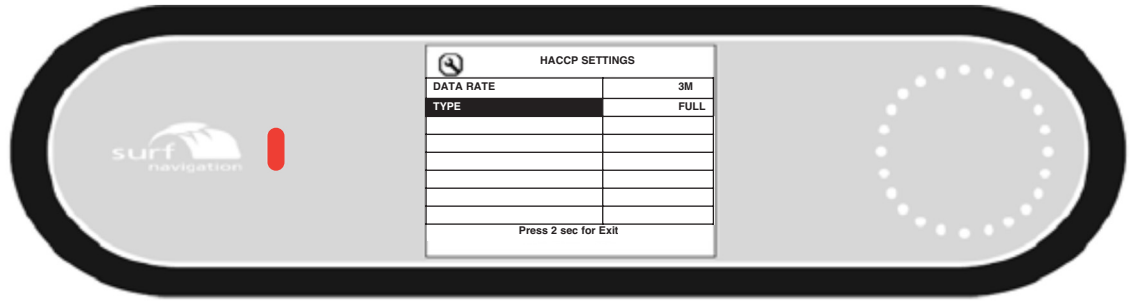 HACCP SETTINGS
DATA RATE 3M
TYPE FULL
surf
navigation
Press 2 sec for Exit